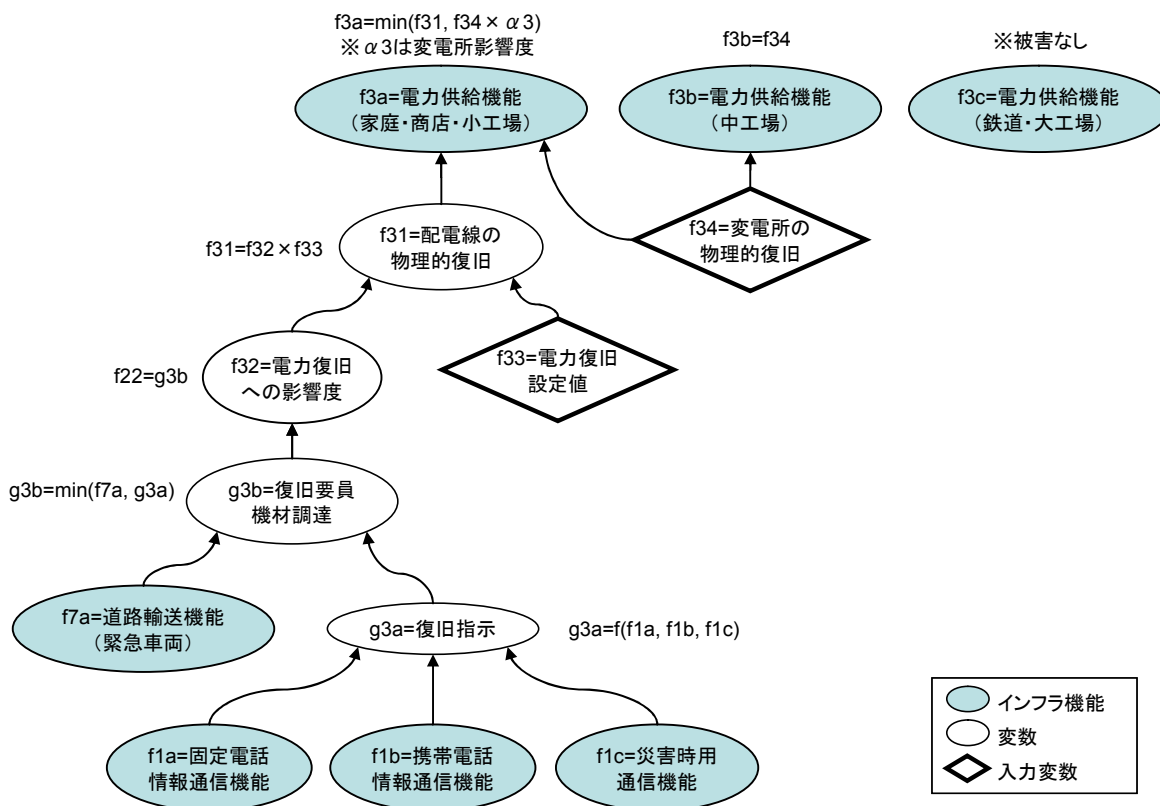 f3a=min(f31, f34×α3)
※α3は変電所影響度
f3b=f34
※被害なし
f3a=電力供給機能
(家庭・商店・小工場)
f3b=電力供給機能
(中工場)
f3c=電力供給機能
(鉄道・大工場)
f31=f32×f33
f31=配電線の
物理的復旧
f34=変電所の
物理的復旧
f22=g3b
f32=電力復旧
への影響度
f33=電力復旧
設定値
g3b=min(f7a, g3a)
g3b=復旧要員
機材調達
f7a=道路輸送機能
(緊急車両)
g3a=復旧指示
g3a=f(f1a, f1b, f1c)
f1a=固定電話
情報通信機能
f1b=携帯電話
情報通信機能
f1c=災害時用
通信機能
インフラ機能
変数
入力変数